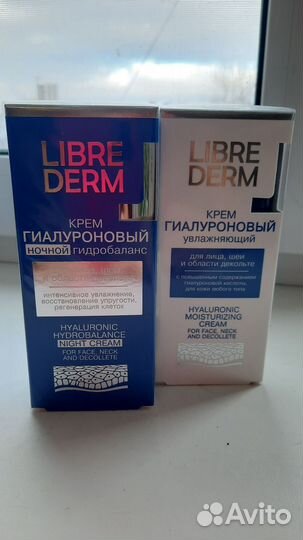 LIBRE
DERM
КРЕМ
ГИАЛУРОНОВЫЙ
НОЧНОЙ ГИДРОБАЛАНС
интенсивное увлажнение,
восстановление упругости,
регенерация клеток
HYALURONIC
HYDROBALANCE
NIGHT CREAM
FOR FACE, NECK
AND DECOLLETE
LIBRE
DERM
КРЕМ
ГИАЛУРОНОВЫЙ
увлажняющий
для лица, шеи
и области декольте
с повышенным содержанием
гиалуроновой кислоты,
для кожи любого типа
HYALURONIC
MOISTURIZING
CREAM
FOR FACE, NECK
AND DECOLLETE
Avito